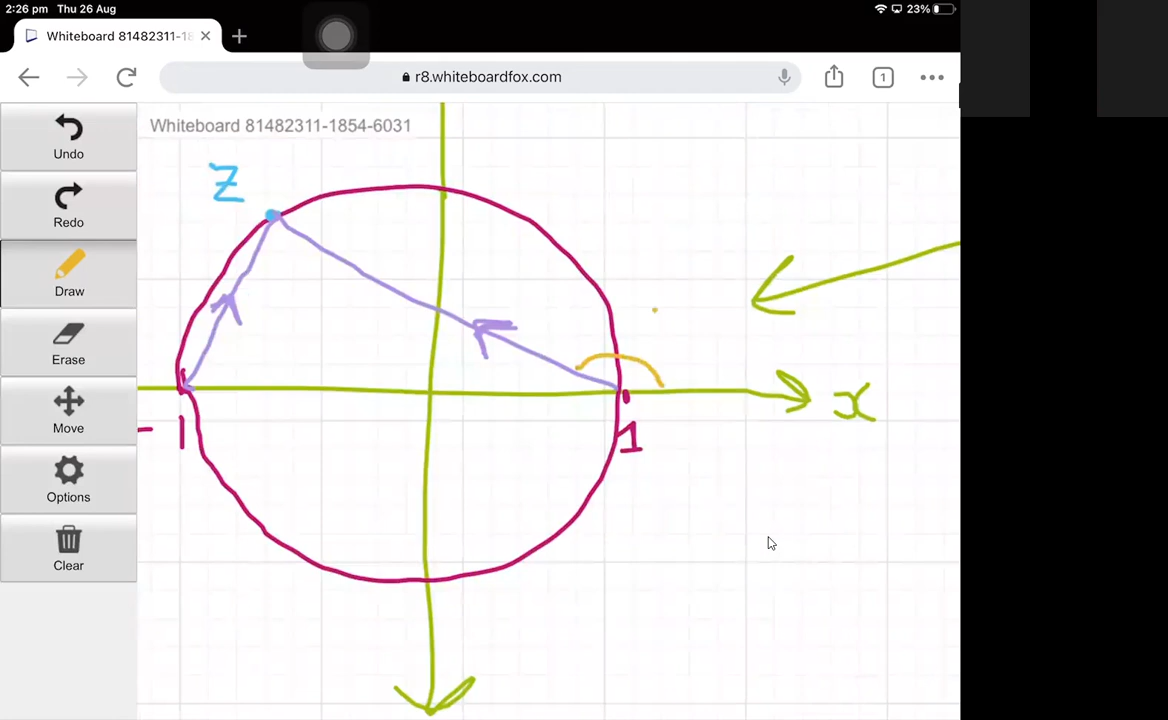 2:26 pm Thu 26 Aug
23%
Whiteboard 81482311-18
r8.whiteboardfox.com
1
Whiteboard 81482311-1854-6031
Undo
Redo
Draw
Erase
Move
Options
Clear
Z
x
-1
1